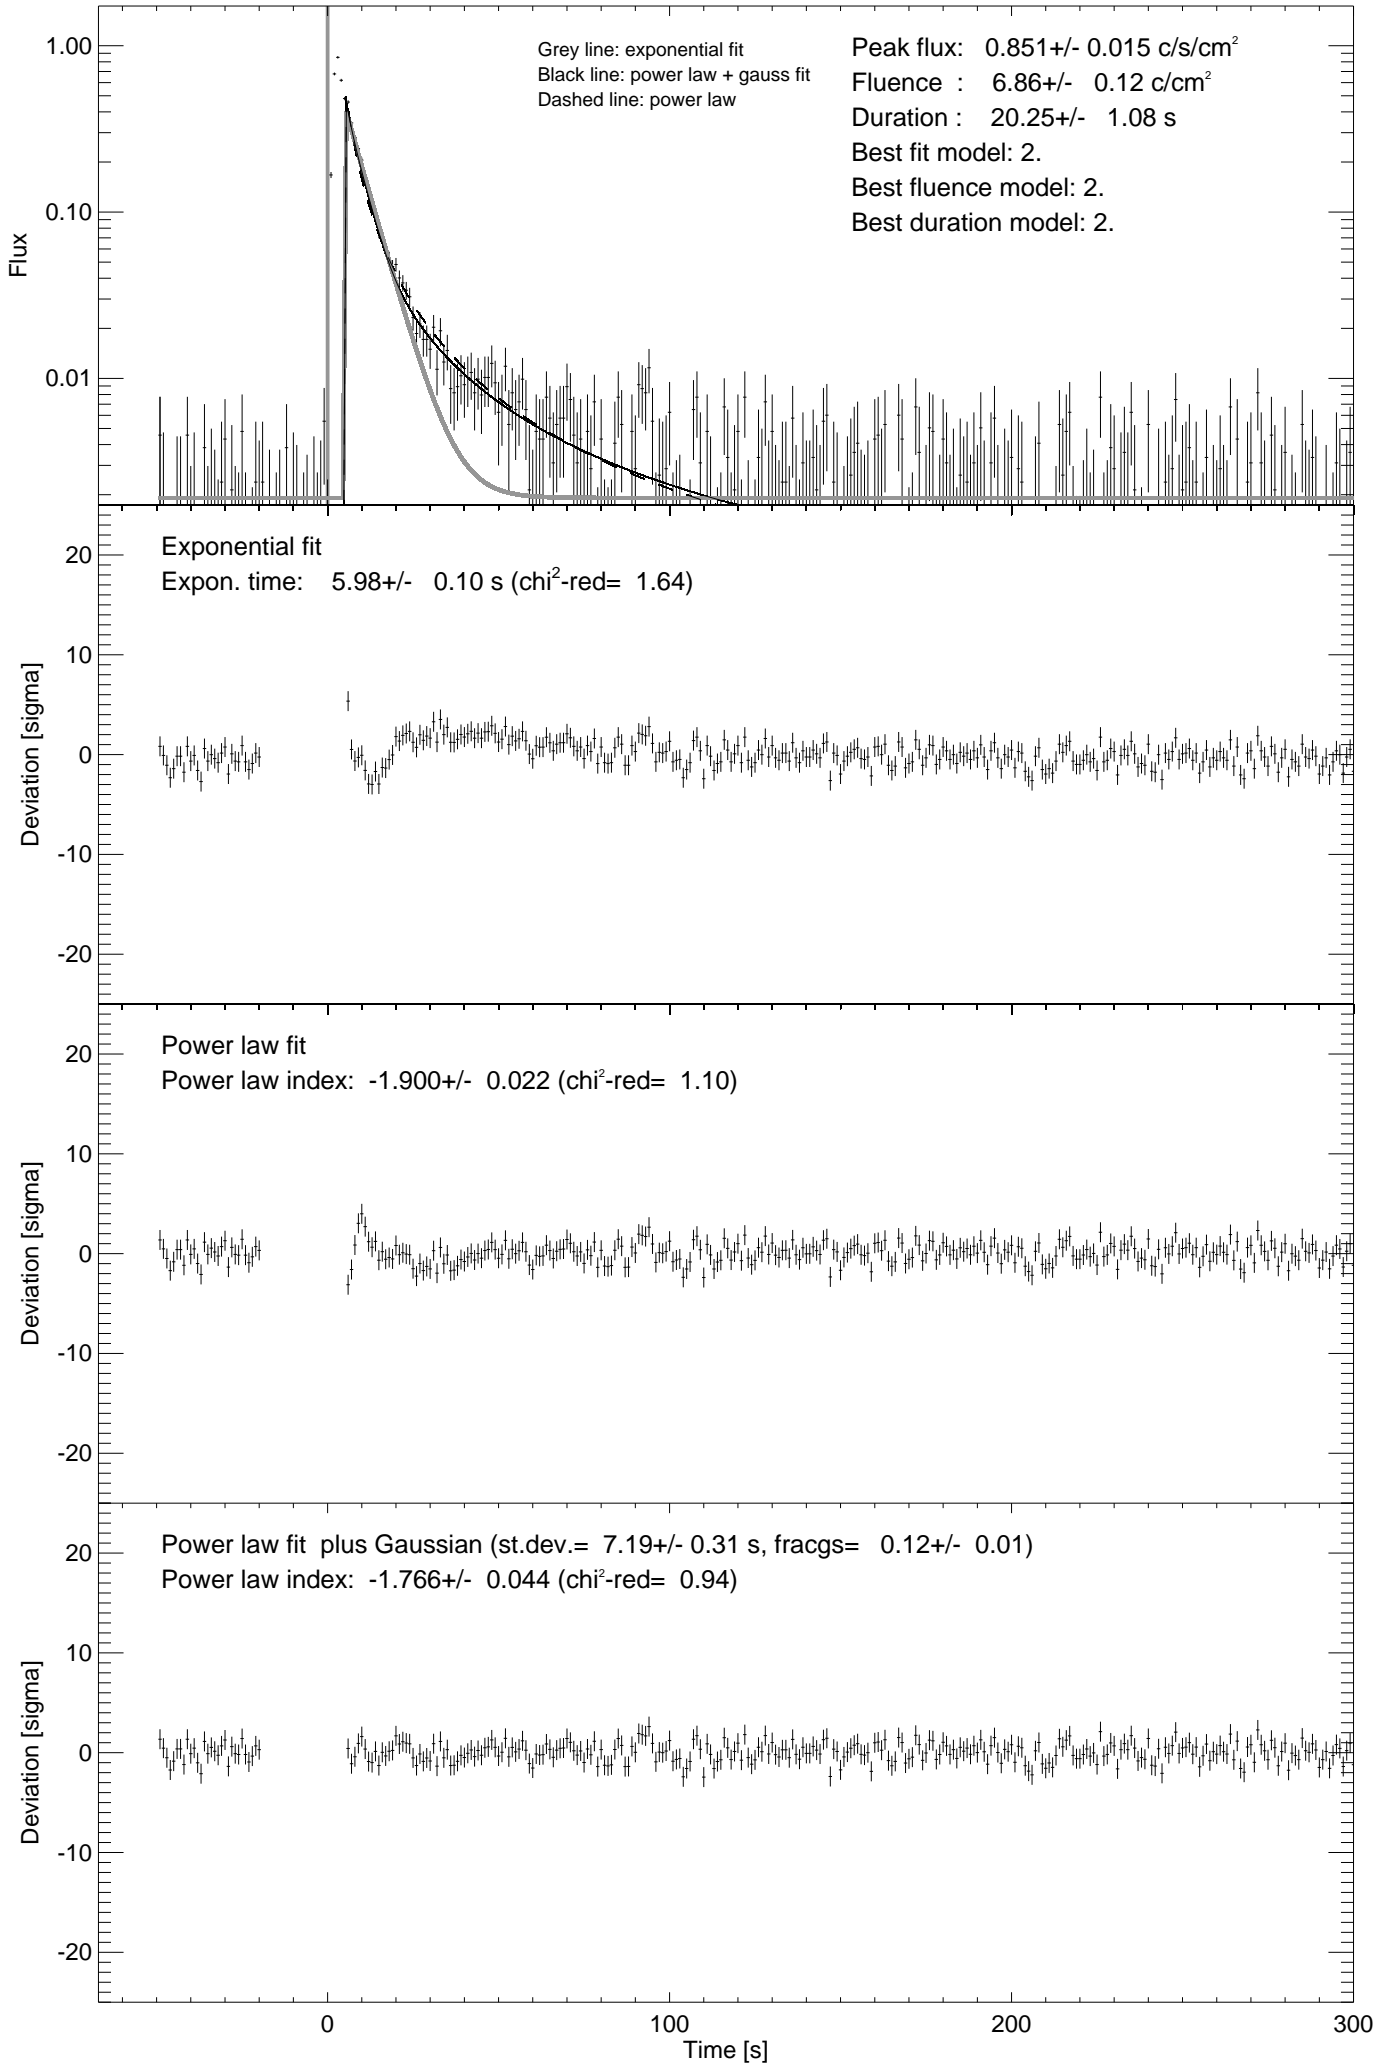 Grey line: exponential fit
Black line: power law + gauss fit
Dashed line: power law
Peak flux: 0.851+/- 0.015 c/s/cm²
Fluence : 6.86+/- 0.12 c/cm²
Duration : 20.25+/- 1.08 s
Best fit model: 2.
Best fluence model: 2.
Best duration model: 2.
1.00
0.10
0.01
Flux
Exponential fit
Expon. time: 5.98+/- 0.10 s (chi²-red= 1.64)
20
10
0
-10
-20
Deviation [sigma]
Power law fit
Power law index: -1.900+/- 0.022 (chi²-red= 1.10)
20
10
0
-10
-20
Deviation [sigma]
Power law fit plus Gaussian (st.dev.= 7.19+/- 0.31 s, fracgs= 0.12+/- 0.01)
Power law index: -1.766+/- 0.044 (chi²-red= 0.94)
20
10
0
-10
-20
Deviation [sigma]
0 100 200 300
Time [s]